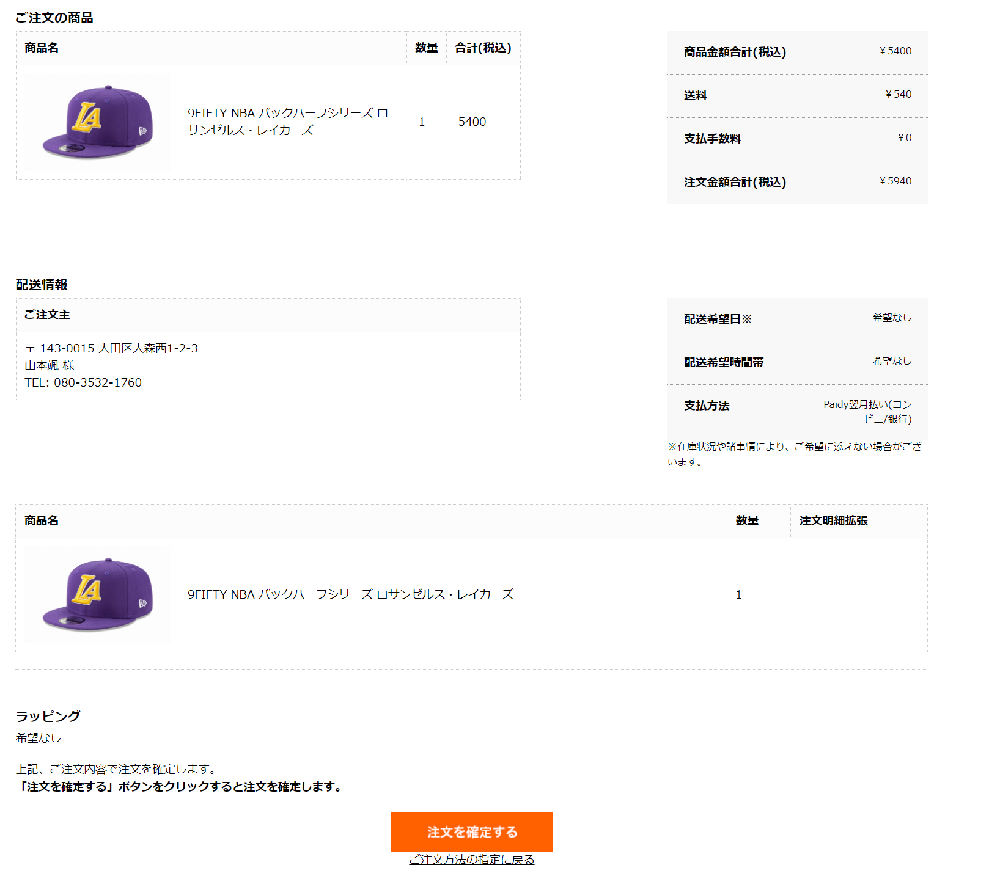 ご注文の商品
商品名 数量 合計(税込)
LA
9FIFTY NBA バックハーフシリーズ ロ
サンゼルス・レイカーズ
1 5400
商品金額合計(税込) ￥5400
送料 ￥540
支払手数料 ￥0
注文金額合計(税込) ￥5940
配送情報
ご注文主
〒 143-0015 大田区大森西1-2-3
山本颯 様
TEL: 080-3532-1760
配送希望日※ 希望なし
配送希望時間帯 希望なし
支払方法 Paidy翌月払い(コン
ビニ/銀行)
※在庫状況や諸事情により、ご希望に添えない場合がござ
います。
商品名 数量 注文明細拡張
LA
9FIFTY NBA バックハーフシリーズ ロサンゼルス・レイカーズ 1
ラッピング
希望なし
上記、ご注文内容で注文を確定します。
「注文を確定する」ボタンをクリックすると注文を確定します。
注文を確定する
ご注文方法の指定に戻る